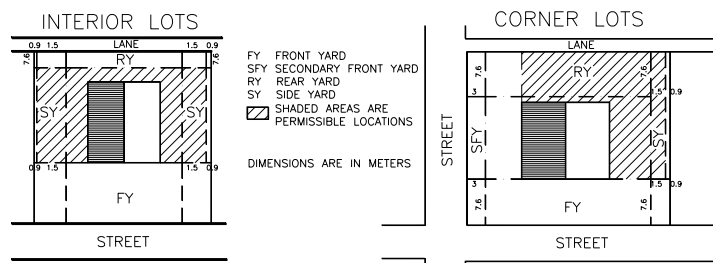 INTERIOR LOTS
0.9 1.5 LANE 1.5 0.9
7.6 RY 7.6
SY SY
0.9 1.5 1.5 0.9
FY
STREET
FY FRONT YARD
SFY SECONDARY FRONT YARD
RY REAR YARD
SY SIDE YARD
SHADED AREAS ARE
PERMISSIBLE LOCATIONS
DIMENSIONS ARE IN METERS
CORNER LOTS
LANE
7.6 RY 7.6
3 1.5 0.9
STREET
SFY
SY
3 1.5 0.9
7.6 FY 7.6
STREET